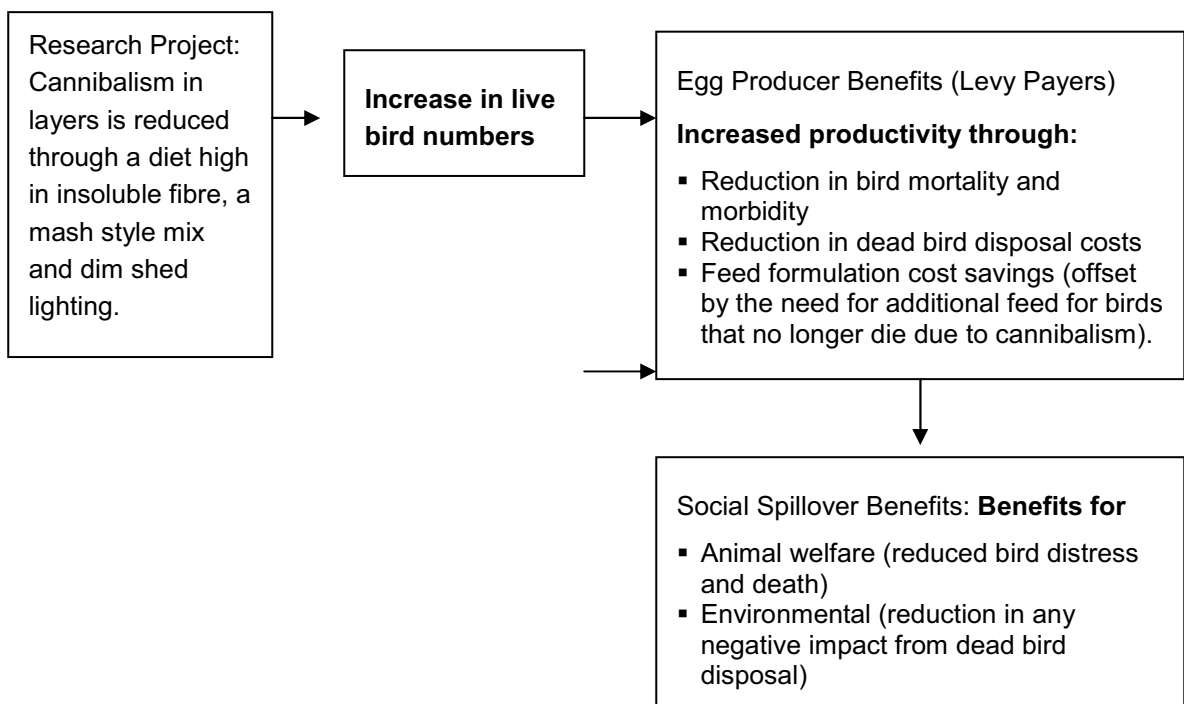 Research Project:
Cannibalism in
layers is reduced
through a diet high
in insoluble fibre, a
mash style mix
and dim shed
lighting.
Increase in live
bird numbers
Egg Producer Benefits (Levy Payers)
Increased productivity through:
▪ Reduction in bird mortality and
morbidity
▪ Reduction in dead bird disposal costs
▪ Feed formulation cost savings (offset
by the need for additional feed for birds
that no longer die due to cannibalism).
Social Spillover Benefits: Benefits for
▪ Animal welfare (reduced bird distress
and death)
▪ Environmental (reduction in any
negative impact from dead bird
disposal)